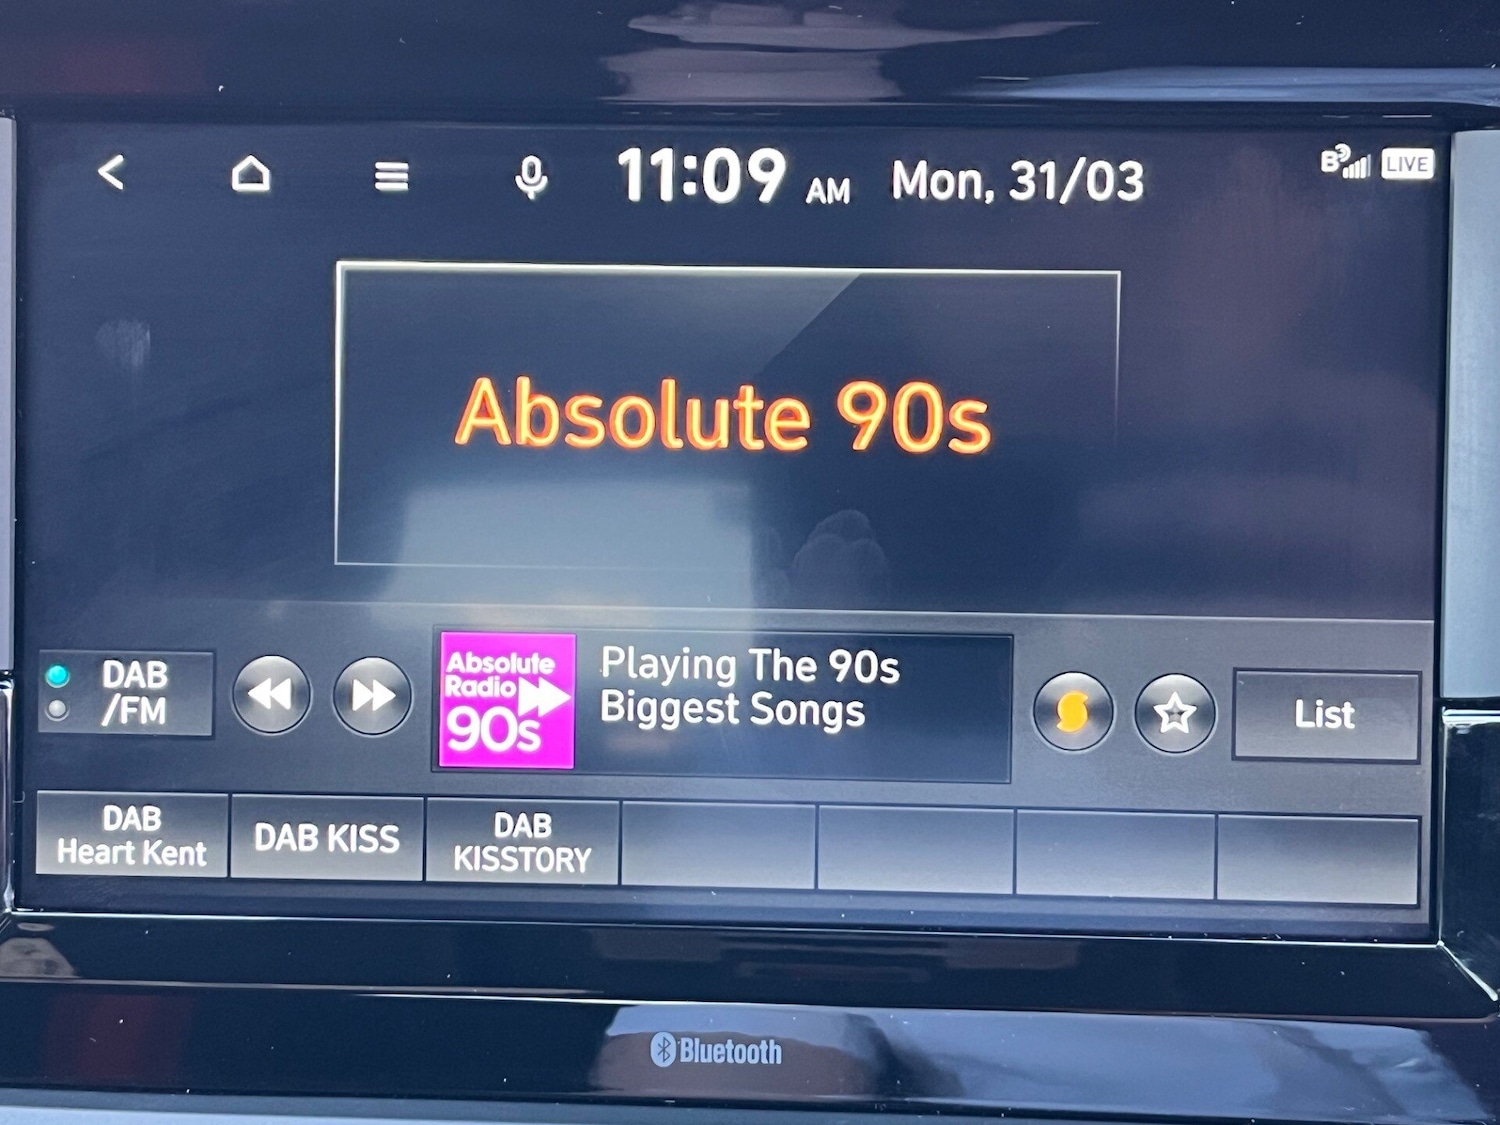 11:09 AM Mon, 31/03
B LIVE
Absolute 90s
DAB
/FM
Absolute
Radio
90s
Playing The 90s
Biggest Songs
List
DAB
Heart Kent
DAB KISS
DAB
KISSTORY
Bluetooth